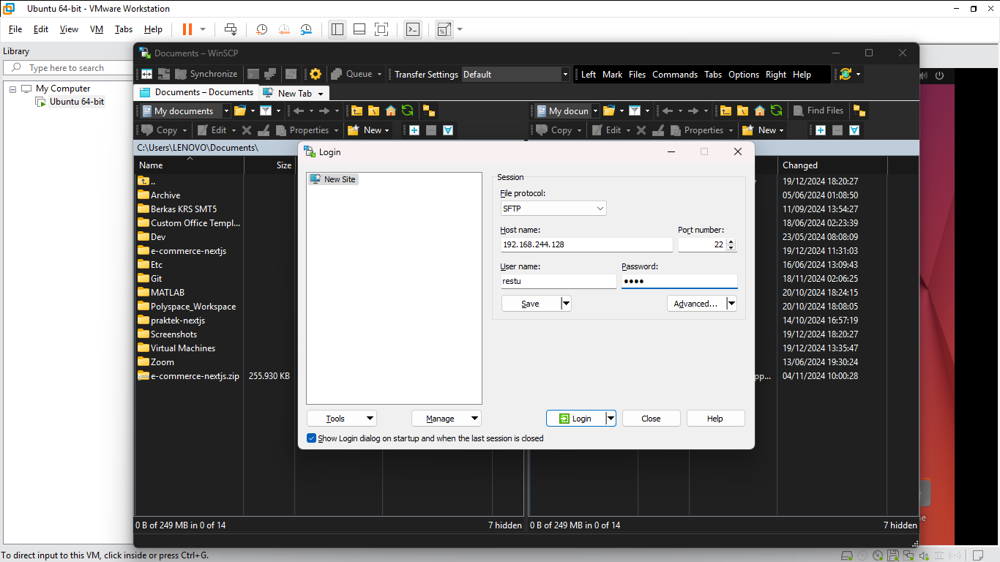 Ubuntu 64-bit - VMware Workstation
File Edit View VM Tabs Help
Library
Type here to search
My Computer
Ubuntu 64-bit
Documents – WinSCP
Synchronize Queue Transfer Settings Default Left Mark Files Commands Tabs Options Right Help
Documents – Documents New Tab
My documents My docun Find Files
Copy Edit Properties New Copy Edit Properties New
C:\Users\LENOVO\Documents\
Name Size Changed
.. 19/12/2024 18:20:27
Archive 05/06/2024 01:08:50
Berkas KRS SMT5 11/09/2024 13:54:27
Custom Office Templ... 18/06/2024 02:23:39
Dev 23/05/2024 08:08:09
e-commerce-nextjs 19/12/2024 11:31:03
Etc 16/06/2024 13:09:43
Git 18/11/2024 02:06:25
MATLAB 20/10/2024 18:24:15
Polyspace_Workspace 20/10/2024 18:08:05
praktek-nextjs 14/10/2024 16:57:19
Screenshots 19/12/2024 18:20:27
Virtual Machines 19/12/2024 13:35:47
Zoom 13/06/2024 19:30:24
e-commerce-nextjs.zip 255.930 KB pp... 04/11/2024 10:00:28
Login
New Site
Session
File protocol:
SFTP
Host name: Port number:
192.168.244.128 22
User name: Password:
restu ••••
Save Advanced...
Tools Manage Login Close Help
Show Login dialog on startup and when the last session is closed
0 B of 249 MB in 0 of 14 7 hidden 0 B of 249 MB in 0 of 14 7 hidden
To direct input to this VM, click inside or press Ctrl+G.